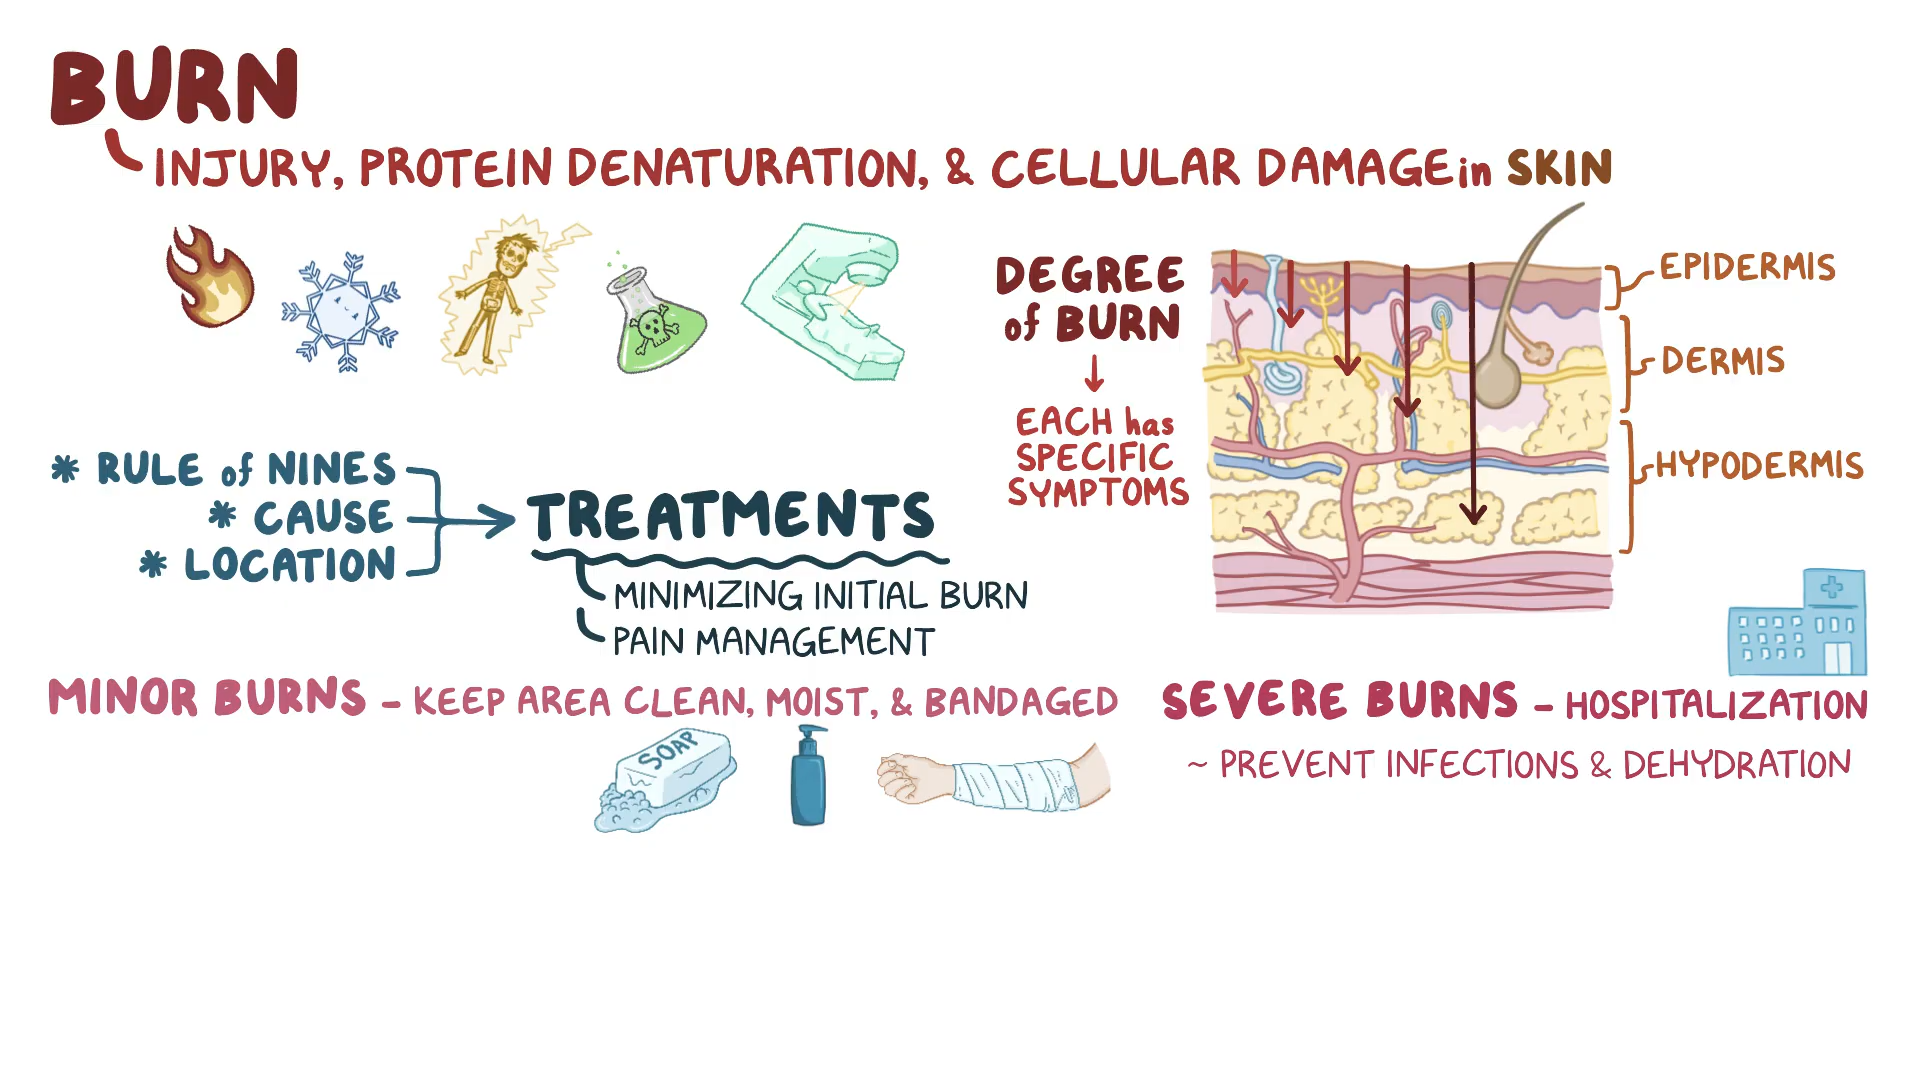 BURN
INJURY, PROTEIN DENATURATION, & CELLULAR DAMAGE in SKIN
DEGREE
of BURN
EACH has
SPECIFIC
SYMPTOMS
EPIDERMIS
DERMIS
HYPODERMIS
* RULE of NINES
* CAUSE
* LOCATION
TREATMENTS
MINIMIZING INITIAL BURN
PAIN MANAGEMENT
MINOR BURNS - KEEP AREA CLEAN, MOIST, & BANDAGED
SOAP
SEVERE BURNS - HOSPITALIZATION
~ PREVENT INFECTIONS & DEHYDRATION